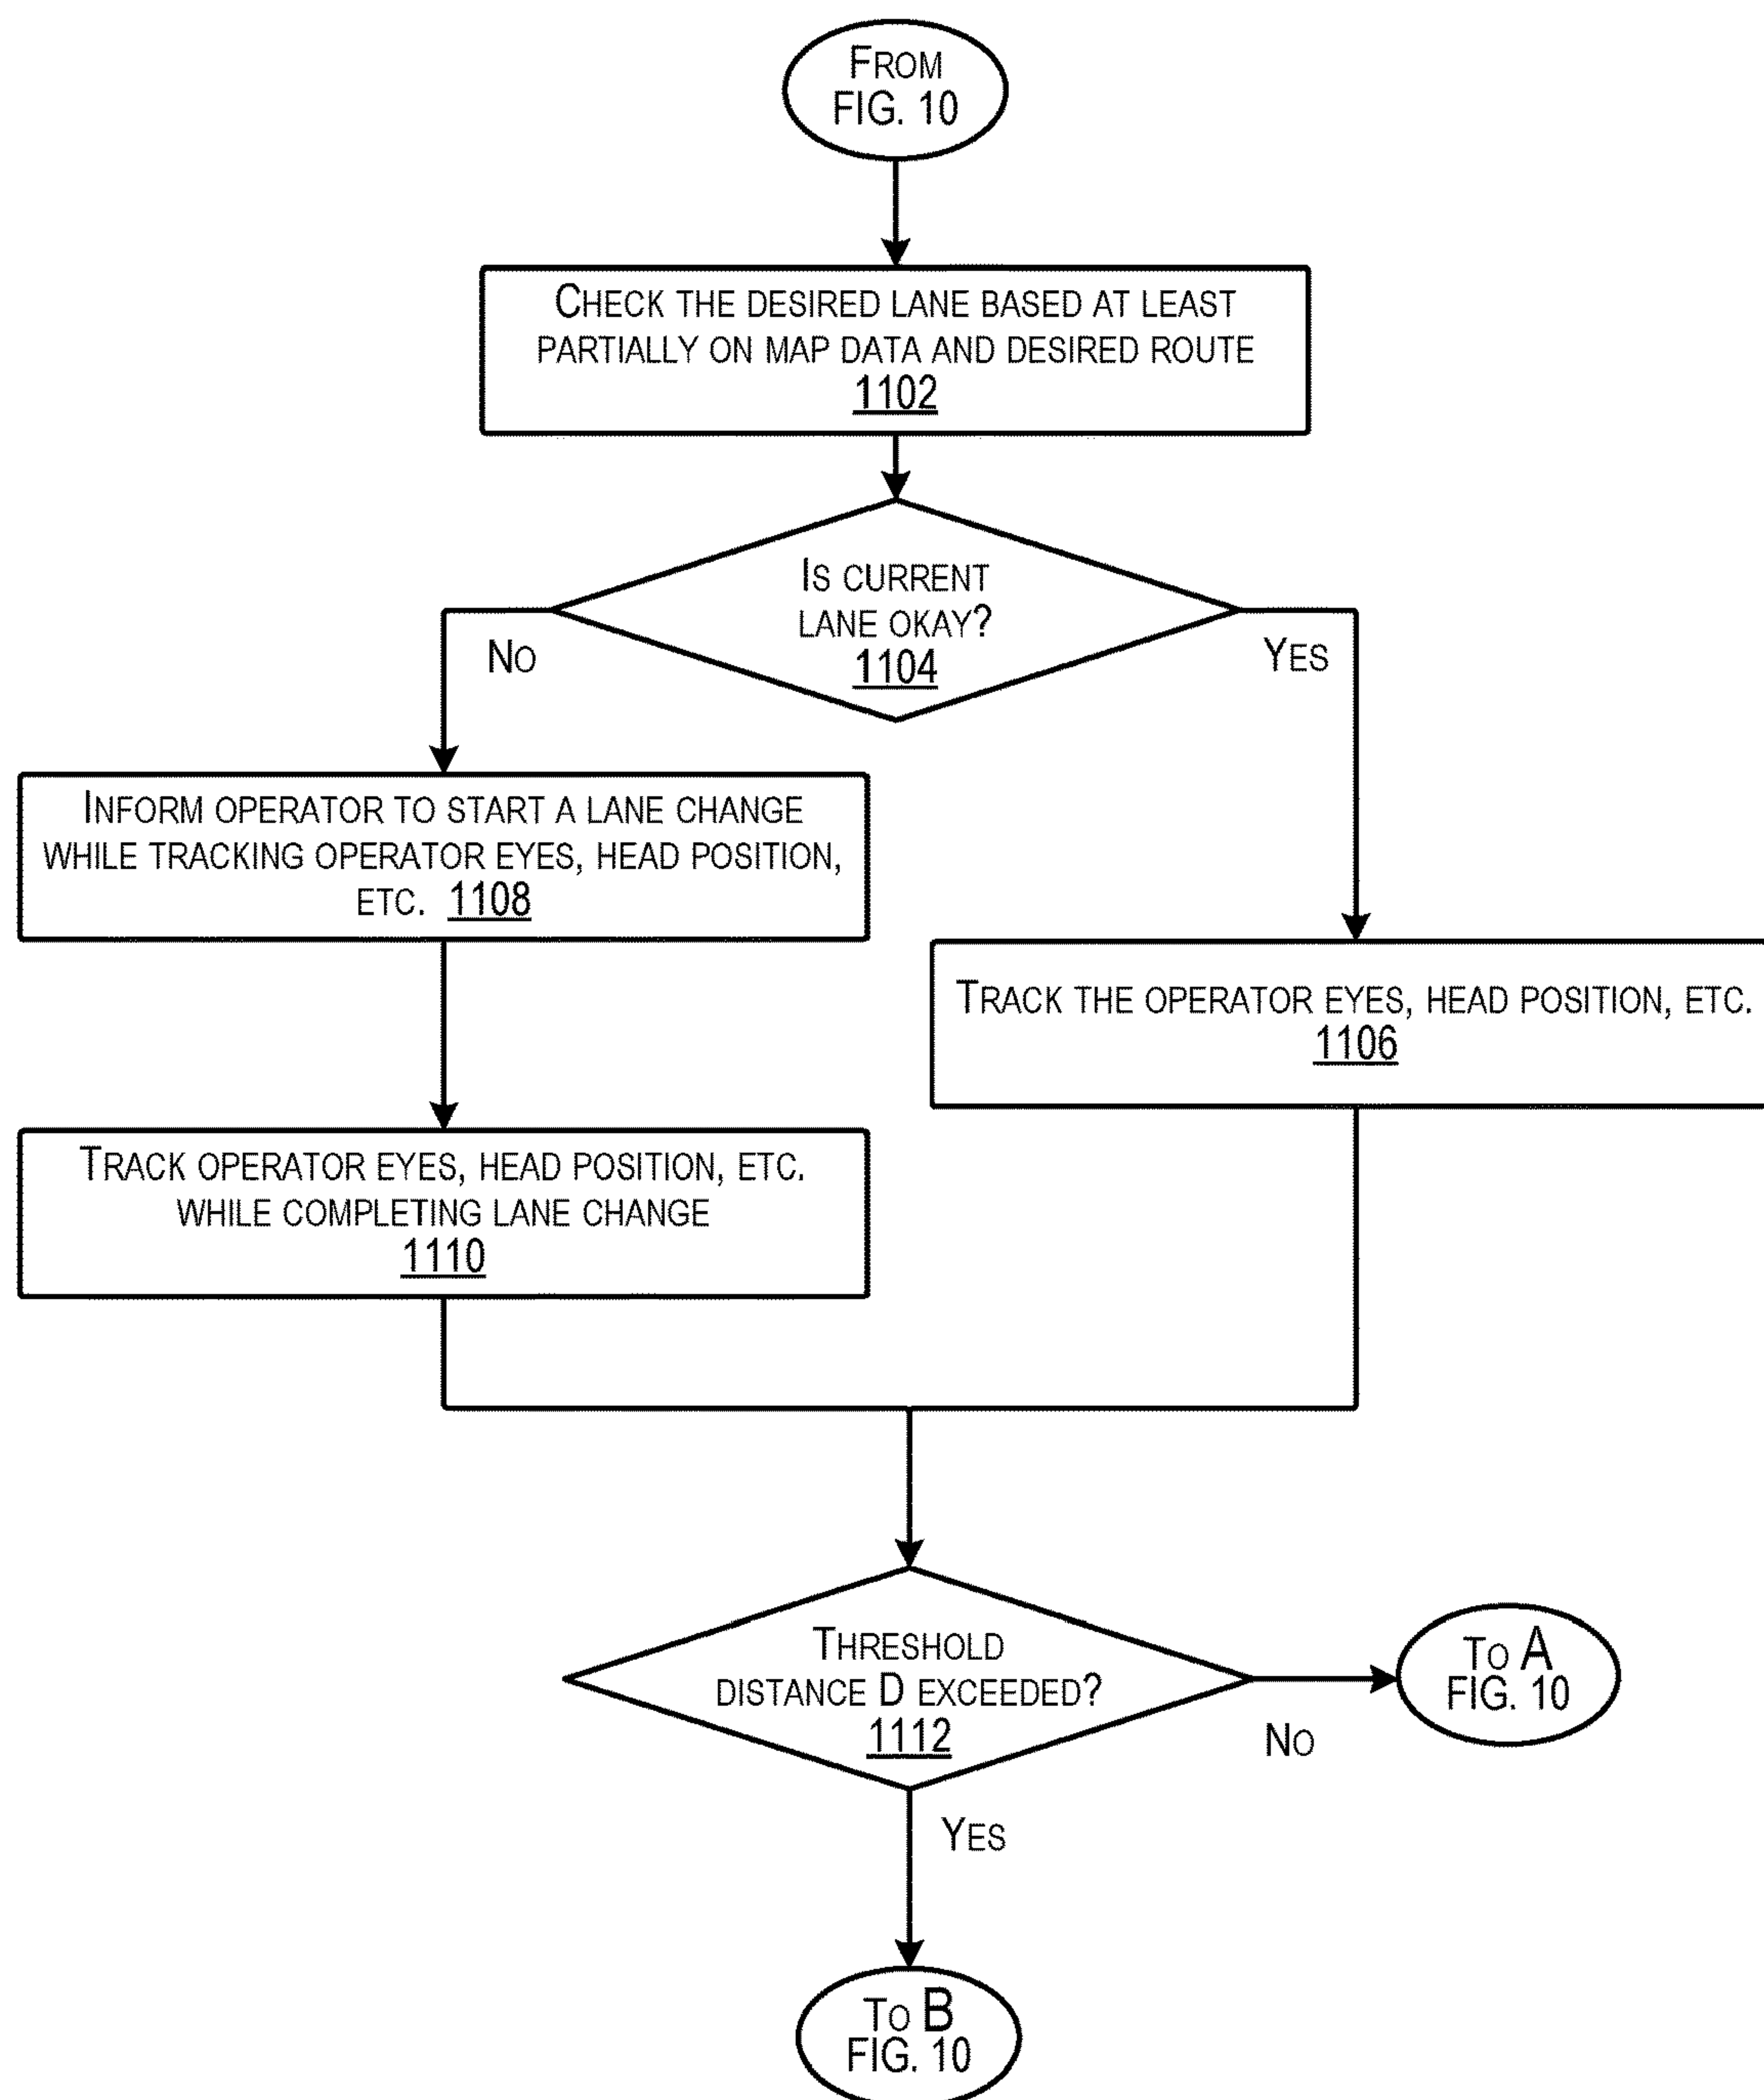 FROM
FIG. 10
CHECK THE DESIRED LANE BASED AT LEAST
PARTIALLY ON MAP DATA AND DESIRED ROUTE
1102
IS CURRENT
LANE OKAY?
1104
NO
YES
INFORM OPERATOR TO START A LANE CHANGE
WHILE TRACKING OPERATOR EYES, HEAD POSITION,
ETC. 1108
TRACK THE OPERATOR EYES, HEAD POSITION, ETC.
1106
TRACK OPERATOR EYES, HEAD POSITION, ETC.
WHILE COMPLETING LANE CHANGE
1110
THRESHOLD
DISTANCE D EXCEEDED?
1112
NO
TO A
FIG. 10
YES
TO B
FIG. 10